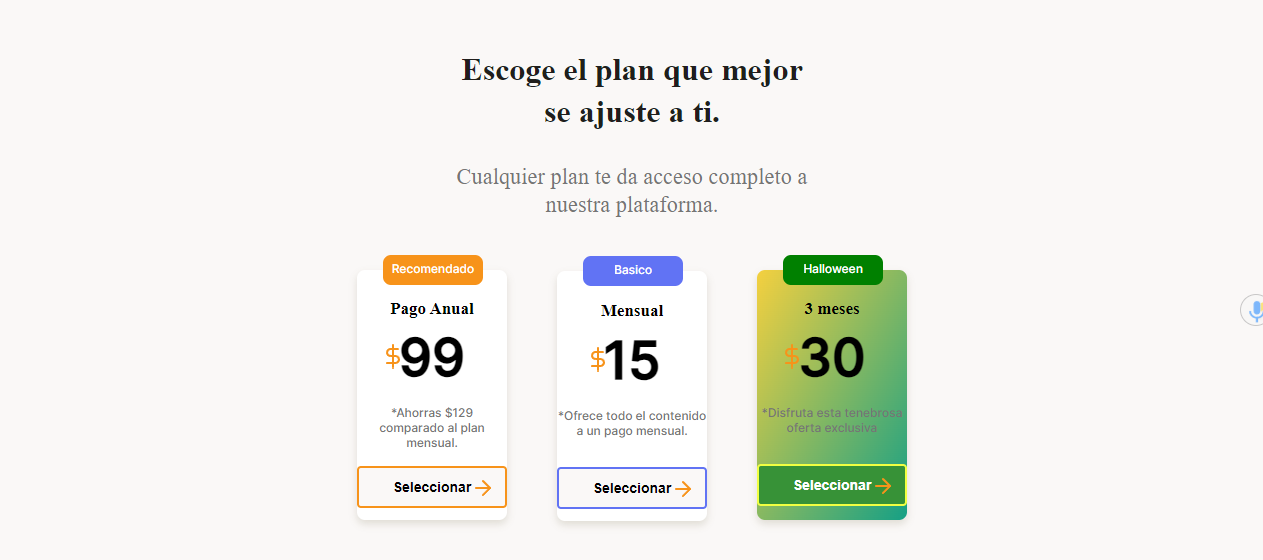 Escoge el plan que mejor
se ajuste a ti.
Cualquier plan te da acceso completo a
nuestra plataforma.
Recomendado
Pago Anual
$99
*Ahorras $129
comparado al plan
mensual.
Seleccionar
Basico
Mensual
$15
*Ofrece todo el contenido
a un pago mensual.
Seleccionar
Halloween
3 meses
$30
*Disfruta esta tenebrosa
oferta exclusiva
Seleccionar